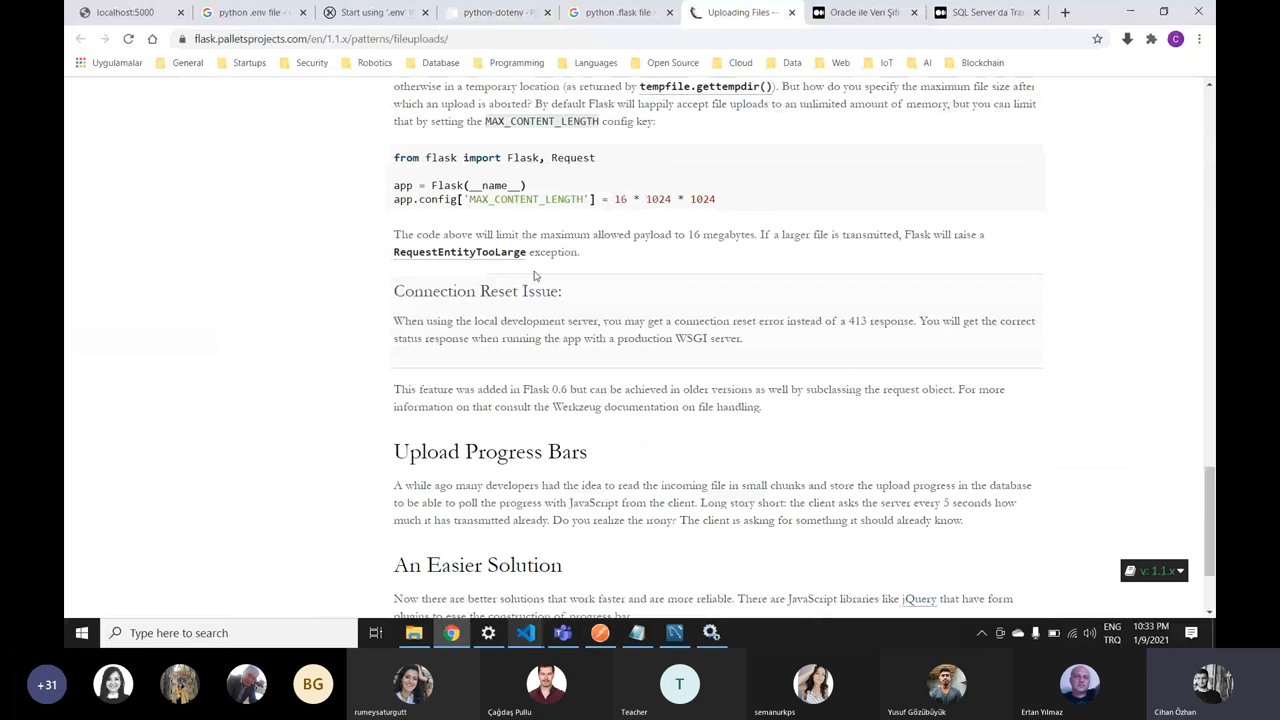 localhost:5000
python .env file -
Start using '.env'
python-dotenv ·
python .flask file
Uploading Files —
Oracle ile Veri Şifi
SQL Server'da Tra
flask.palletsprojects.com/en/1.1.x/patterns/fileuploads/
C
Uygulamalar
General
Startups
Security
Robotics
Database
Programming
Languages
Open Source
Cloud
Data
Web
IoT
AI
Blockchain
otherwise in a temporary location (as returned by tempfile.gettempdir()). But how do you specify the maximum file size after
which an upload is aborted? By default Flask will happily accept file uploads to an unlimited amount of memory, but you can limit
that by setting the MAX_CONTENT_LENGTH config key:
from flask import Flask, Request
app = Flask(__name__)
app.config['MAX_CONTENT_LENGTH'] = 16 * 1024 * 1024
The code above will limit the maximum allowed payload to 16 megabytes. If a larger file is transmitted, Flask will raise a
RequestEntityTooLarge exception.
Connection Reset Issue:
When using the local development server, you may get a connection reset error instead of a 413 response. You will get the correct
status response when running the app with a production WSGI server.
This feature was added in Flask 0.6 but can be achieved in older versions as well by subclassing the request object. For more
information on that consult the Werkzeug documentation on file handling.
Upload Progress Bars
A while ago many developers had the idea to read the incoming file in small chunks and store the upload progress in the database
to be able to poll the progress with JavaScript from the client. Long story short: the client asks the server every 5 seconds how
much it has transmitted already. Do you realize the irony? The client is asking for something it should already know.
An Easier Solution
v: 1.1.x
Now there are better solutions that work faster and are more reliable. There are JavaScript libraries like jQuery that have form
plugins to ease the construction of progress bar.
Type here to search
ENG
TRQ
10:33 PM
1/9/2021
+31
BG
T
rumeysaturgutt
Çağdaş Pullu
Teacher
semanurkps
Yusuf Gözübüyük
Ertan Yılmaz
Cihan Özhan